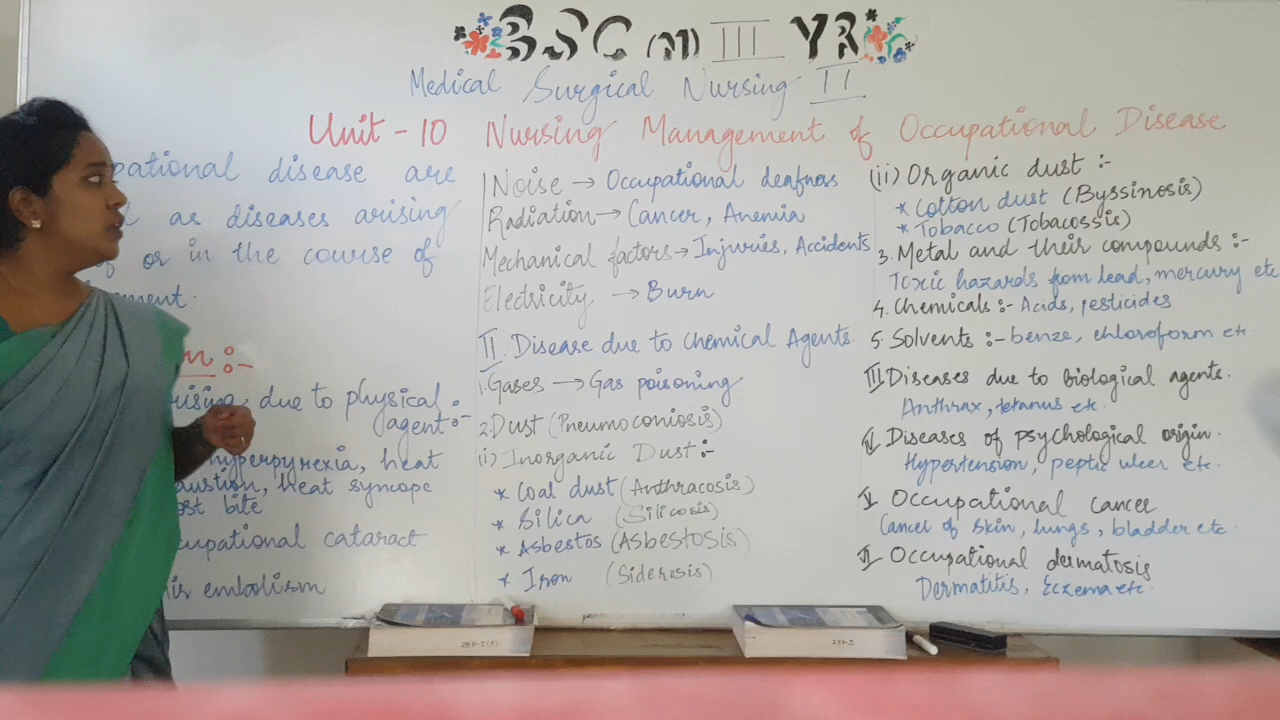 BSC (N) III YR
Medical Surgical Nursing II
Unit - 10 Nursing Management of Occupational Disease
pational disease are
as diseases arising
or in the course of
ment.
n :-
arising due to physical
agent :-
hyperpyrexia, heat
austion, heat syncope
ost bite
cupational cataract
air embolism
Noise → Occupational deafness
Radiation → Cancer, Anemia
Mechanical factors → Injuries, Accidents
Electricity → Burn
II. Disease due to Chemical Agents.
1. Gases → Gas poisoning
2. Dust (Pneumoconiosis)
(i) Inorganic Dust :-
* Coal dust (Anthracosis)
* Silica (Silicosis)
* Asbestos (Asbestosis)
* Iron (Siderosis)
(ii) Organic dust :-
* Cotton dust (Byssinosis)
* Tobacco (Tobacossis)
3. Metal and their compounds :-
Toxic hazards from lead, mercury etc
4. Chemicals :- Acids, pesticides
5. Solvents :- benze, chloroform etc.
III Diseases due to biological agents.
Anthrax, tetanus etc.
Diseases of psychological origin.
Hypertension, peptic ulcer etc.
V Occupational cancer
Cancer of skin, lungs, bladder etc.
VI Occupational dermatosis
Dermatitis, Eczema etc.